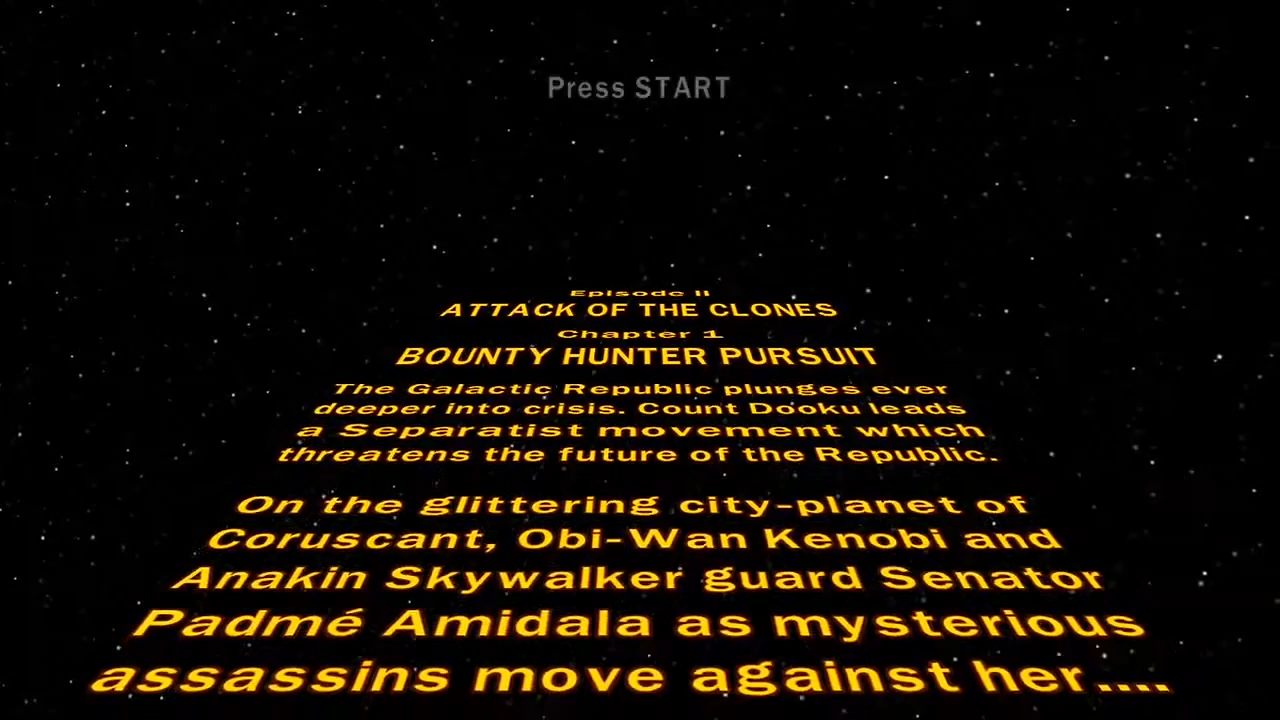 Press START
Episode II
ATTACK OF THE CLONES
Chapter 1
BOUNTY HUNTER PURSUIT
The Galactic Republic plunges ever
deeper into crisis. Count Dooku leads
a Separatist movement which
threatens the future of the Republic.
On the glittering city-planet of
Coruscant, Obi-Wan Kenobi and
Anakin Skywalker guard Senator
Padmé Amidala as mysterious
assassins move against her....